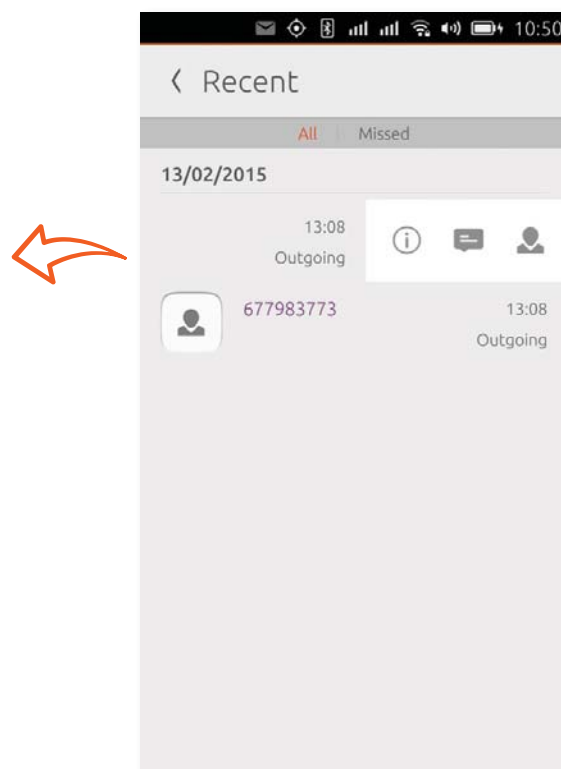 10:50
Recent
All Missed
13/02/2015
13:08
Outgoing
677983773 13:08
Outgoing